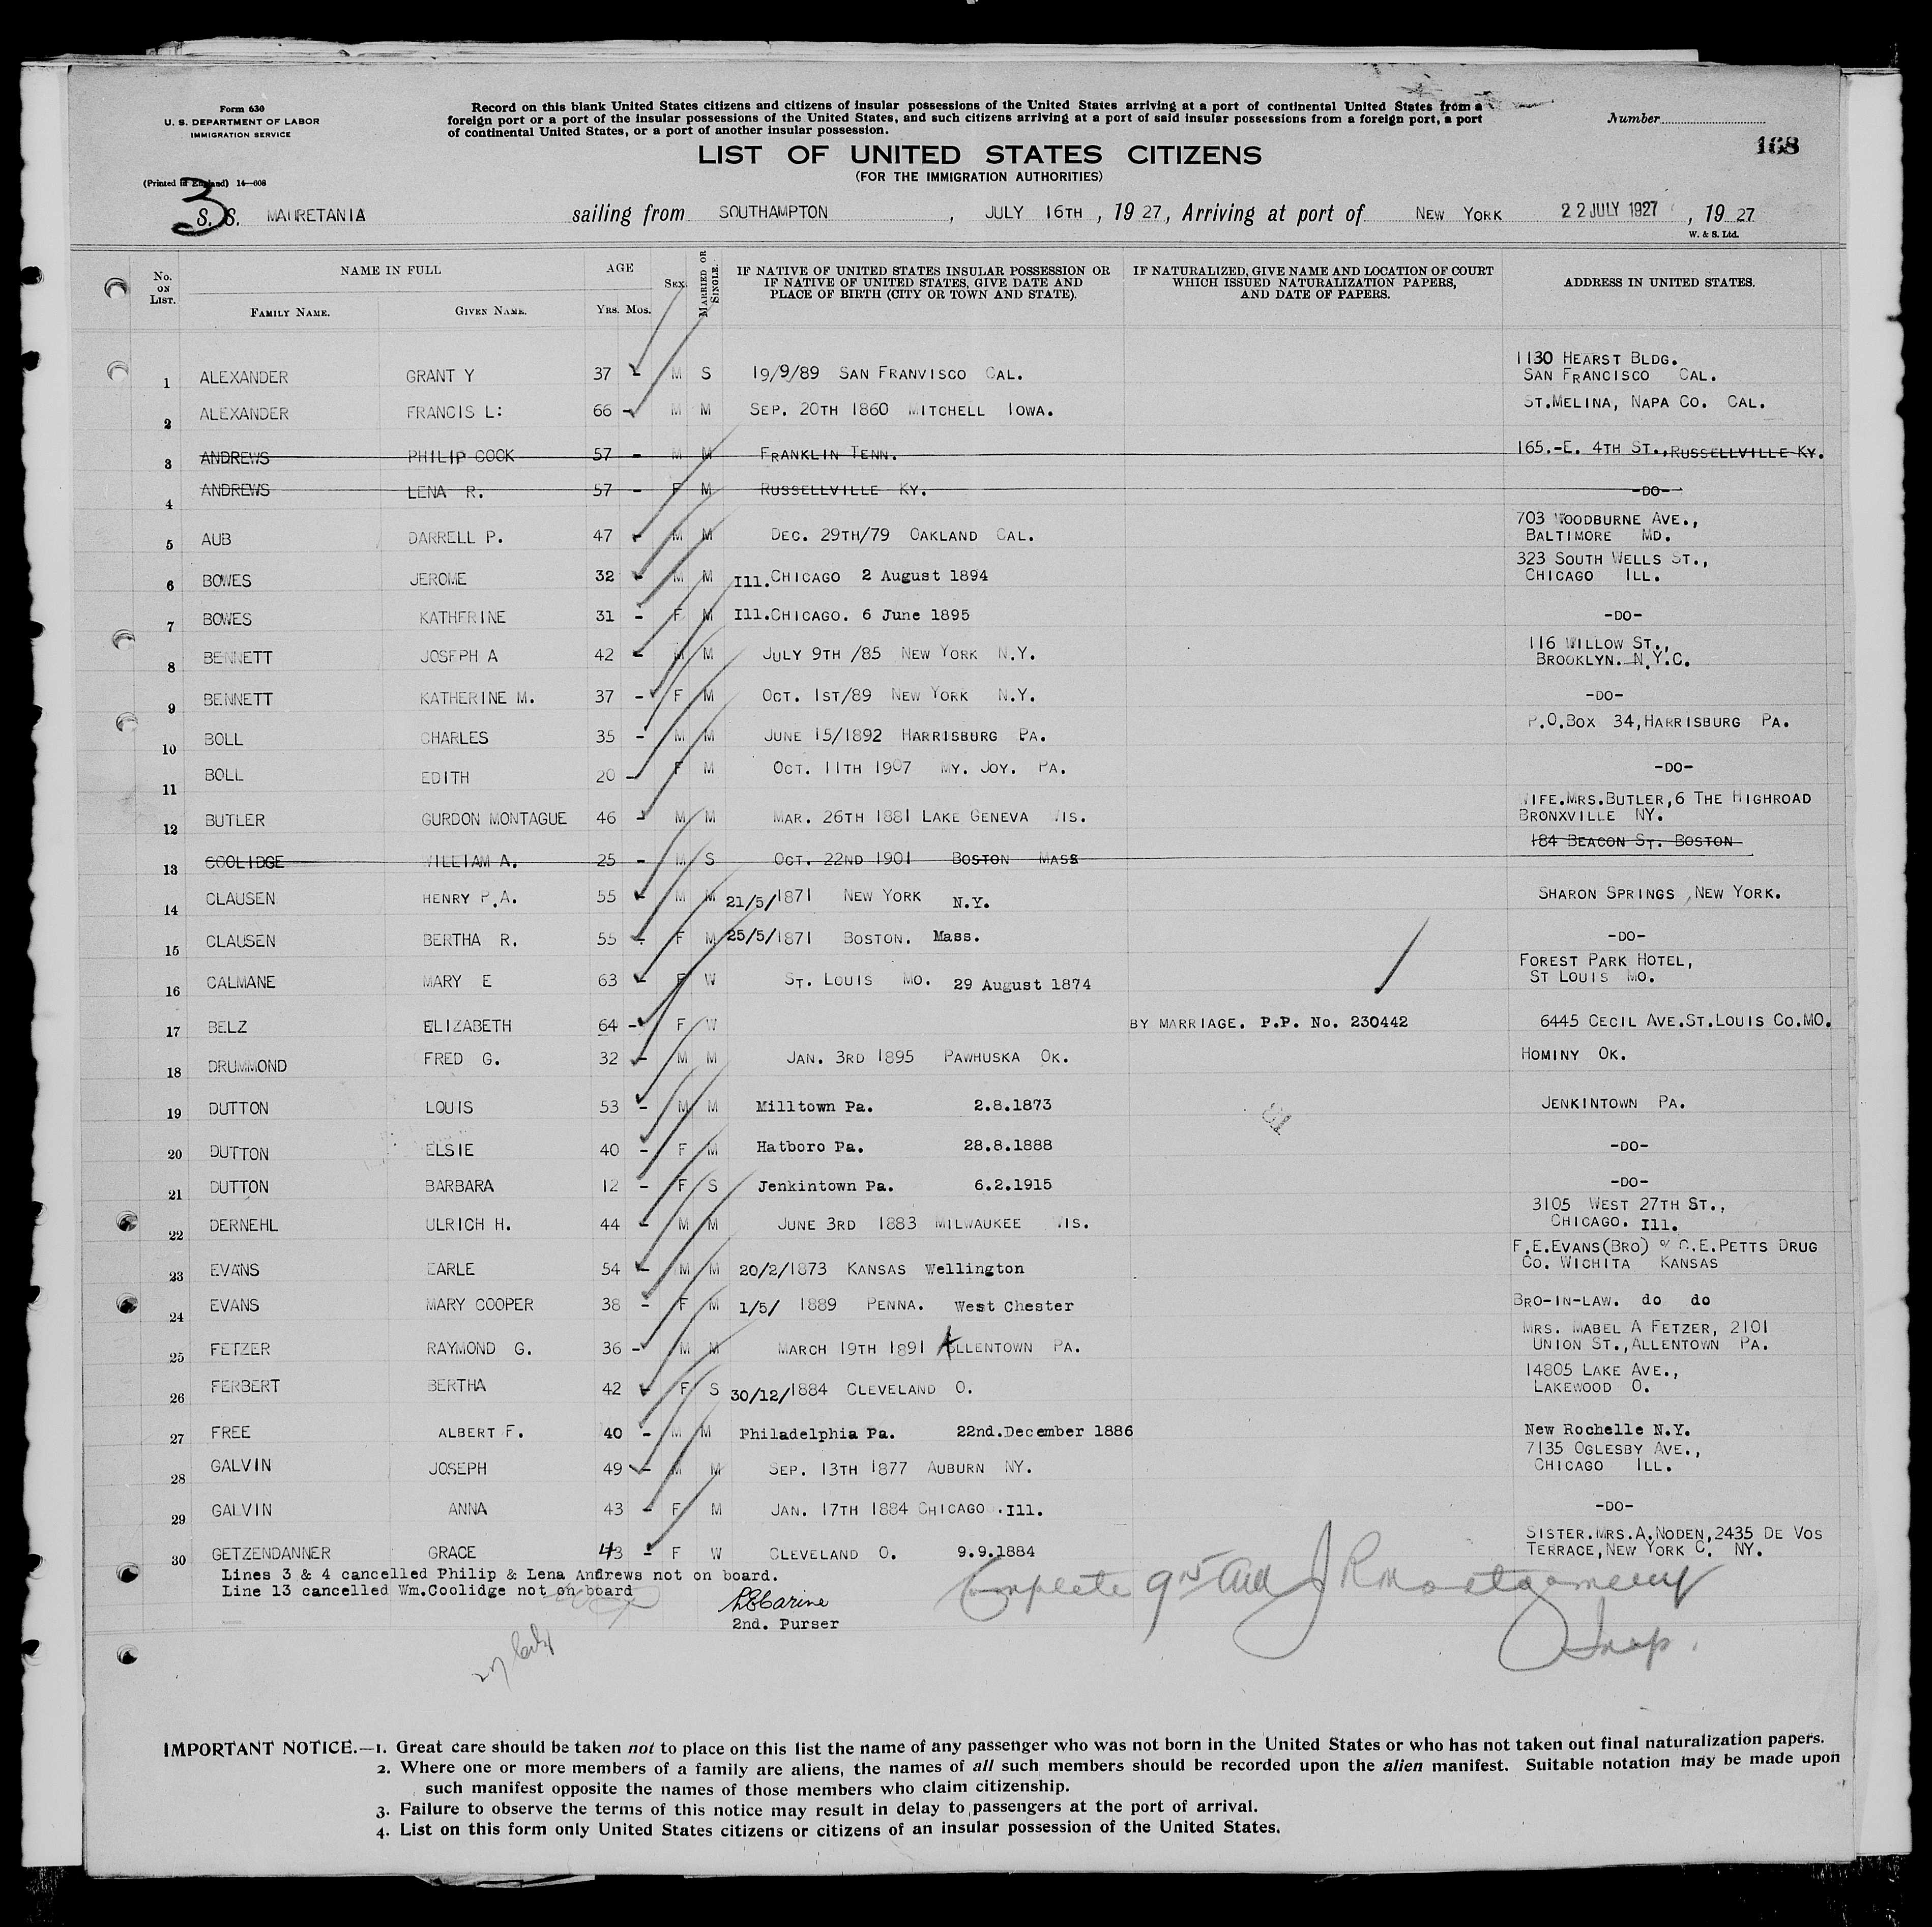 Form 630
U. S. DEPARTMENT OF LABOR
IMMIGRATION SERVICE
Record on this blank United States citizens and citizens of insular possessions of the United States arriving at a port of continental United States from a
foreign port or a port of the insular possessions of the United States, and such citizens arriving at a port of said insular possessions from a foreign port, a port
of continental United States, or a port of another insular possession.
Number
168
LIST OF UNITED STATES CITIZENS
(FOR THE IMMIGRATION AUTHORITIES)
(Printed in England) 14—608
3
S. S. MAURETANIA sailing from SOUTHAMPTON, JULY 16TH, 1927, Arriving at port of NEW YORK 22 JULY 1927, 1927
W. & S. Ltd.
No. ON LIST. NAME IN FULL FAMILY NAME. GIVEN NAME. AGE YRS. MOS. SEX. MARRIED OR SINGLE.
IF NATIVE OF UNITED STATES INSULAR POSSESSION OR
IF NATIVE OF UNITED STATES, GIVE DATE AND
PLACE OF BIRTH (CITY OR TOWN AND STATE).
IF NATURALIZED, GIVE NAME AND LOCATION OF COURT
WHICH ISSUED NATURALIZATION PAPERS,
AND DATE OF PAPERS.
ADDRESS IN UNITED STATES.
1 ALEXANDER GRANT Y 37 - M S 19/9/89 SAN FRANVISCO CAL. 1130 HEARST BLDG.
SAN FRANCISCO CAL.
2 ALEXANDER FRANCIS L: 66 - M M SEP. 20TH 1860 MITCHELL IOWA. ST.MELINA, NAPA CO. CAL.
3 ANDREWS PHILIP COOK 57 - M M FRANKLIN TENN. 165.-E. 4TH ST., RUSSELLVILLE KY.
4 ANDREWS LENA R. 57 - F M RUSSELLVILLE KY. -DO-
5 AUB DARRELL P. 47 - M M DEC. 29TH/79 OAKLAND CAL. 703 WOODBURNE AVE.,
BALTIMORE MD.
6 BOWES JEROME 32 - M M Ill. CHICAGO 2 August 1894 323 SOUTH WELLS ST.,
CHICAGO ILL.
7 BOWES KATHERINE 31 - F M Ill. CHICAGO. 6 June 1895 -DO-
8 BENNETT JOSEPH A 42 - M M JULY 9TH /85 NEW YORK N.Y. 116 WILLOW ST.,
BROOKLYN. N.Y.C.
9 BENNETT KATHERINE M. 37 - F M OCT. 1ST/89 NEW YORK N.Y. -DO-
10 BOLL CHARLES 35 - M M JUNE 15/1892 HARRISBURG PA. P.O.BOX 34, HARRISBURG PA.
11 BOLL EDITH 20 - F M OCT. 11TH 1907 MY. JOY. PA. -DO-
12 BUTLER GURDON MONTAGUE 46 - M M MAR. 26TH 1881 LAKE GENEVA WIS. WIFE.MRS.BUTLER, 6 THE HIGHROAD
BRONXVILLE NY.
13 COOLIDGE WILLIAM A. 25 - M S OCT. 22ND 1901 BOSTON MASS 184 BEACON ST. BOSTON
14 CLAUSEN HENRY P.A. 55 - M M 21/5/1871 NEW YORK N.Y. SHARON SPRINGS, NEW YORK.
15 CLAUSEN BERTHA R. 55 - F M 25/5/1871 BOSTON. Mass. -DO-
16 CALMANE MARY E 63 - F W ST. LOUIS MO. 29 August 1874 FOREST PARK HOTEL,
ST LOUIS MO.
17 BELZ ELIZABETH 64 - F W BY MARRIAGE. P.P. No. 230442 6445 CECIL AVE.ST.LOUIS CO.MO.
18 DRUMMOND FRED G. 32 - M M JAN. 3RD 1895 PAWHUSKA OK. HOMINY OK.
19 DUTTON LOUIS 53 - M M Milltown Pa. 2.8.1873 JENKINTOWN PA.
20 DUTTON ELSIE 40 - F M Hatboro Pa. 28.8.1888 -DO-
21 DUTTON BARBARA 12 - F S Jenkintown Pa. 6.2.1915 -DO-
22 DERNEHL ULRICH H. 44 - M M JUNE 3RD 1883 MILWAUKEE WIS. 3105 WEST 27TH ST.,
CHICAGO. Ill.
23 EVANS EARLE 54 - M M 20/2/1873 KANSAS Wellington F.E.EVANS(BRO) % C.E.PETTS DRUG
CO. WICHITA KANSAS
24 EVANS MARY COOPER 38 - F M 1/5/ 1889 PENNA. West Chester BRO-IN-LAW. do do
25 FETZER RAYMOND G. 36 - M M MARCH 19TH 1891 ALLENTOWN PA. MRS. MABEL A FETZER, 2101
UNION ST., ALLENTOWN PA.
26 FERBERT BERTHA 42 - F S 30/12/1884 CLEVELAND O. 14805 LAKE AVE.,
LAKEWOOD O.
27 FREE ALBERT F. 40 - M M Philadelphia Pa. 22nd.December 1886 New Rochelle N.Y.
28 GALVIN JOSEPH 49 - M M SEP. 13TH 1877 AUBURN NY. 7135 OGLESBY AVE.,
CHICAGO ILL.
29 GALVIN ANNA 43 - F M JAN. 17TH 1884 CHICAGO .Ill. -DO-
30 GETZENDANNER GRACE 43 - F W CLEVELAND O. 9.9.1884 SISTER.MRS.A.NODEN, 2435 DE VOS
TERRACE, NEW YORK C. NY.
Lines 3 & 4 cancelled Philip & Lena Andrews not on board.
Line 13 cancelled Wm.Coolidge not on board
2nd. Purser
Complete J R Montgomery
Insp.
IMPORTANT NOTICE.—1. Great care should be taken not to place on this list the name of any passenger who was not born in the United States or who has not taken out final naturalization papers.
2. Where one or more members of a family are aliens, the names of all such members should be recorded upon the alien manifest. Suitable notation may be made upon
such manifest opposite the names of those members who claim citizenship.
3. Failure to observe the terms of this notice may result in delay to passengers at the port of arrival.
4. List on this form only United States citizens or citizens of an insular possession of the United States.